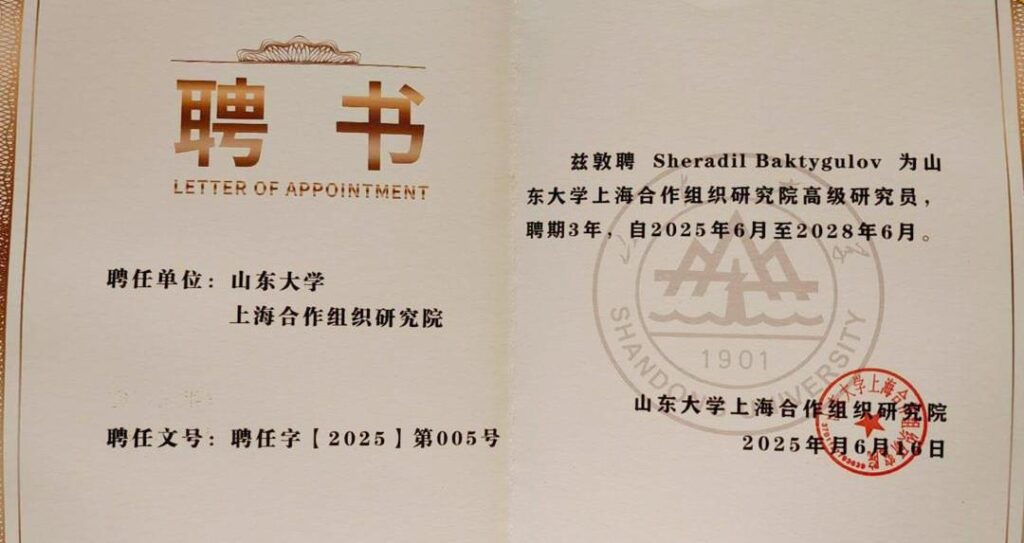 聘 书
LETTER OF APPOINTMENT
聘任单位：山东大学
上海合作组织研究院
聘任文号：聘任字【2025】第005号
兹敦聘 Sheradil Baktygulov 为山
东大学上海合作组织研究院高级研究员，
聘期3年，自2025年6月至2028年6月。
SHANDONG UNIVERSITY
1901
山东大学上海合作组织研究院
2025年月6月16日